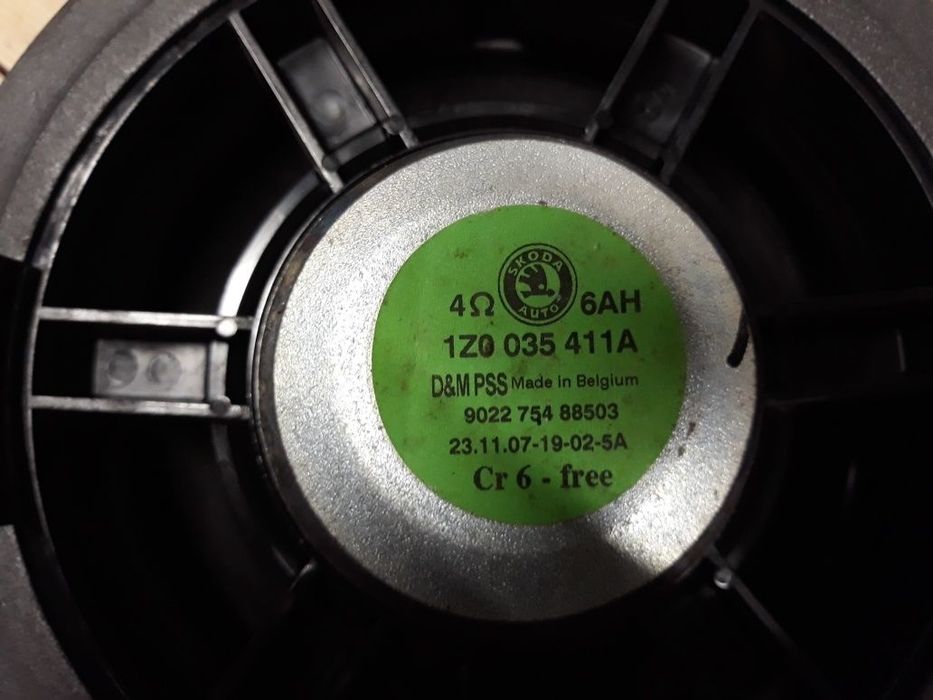 SKODA
AUTO
4Ω 6AH
1Z0 035 411A
D&M PSS Made in Belgium
9022 754 88503
23.11.07-19-02-5A
Cr 6 - free